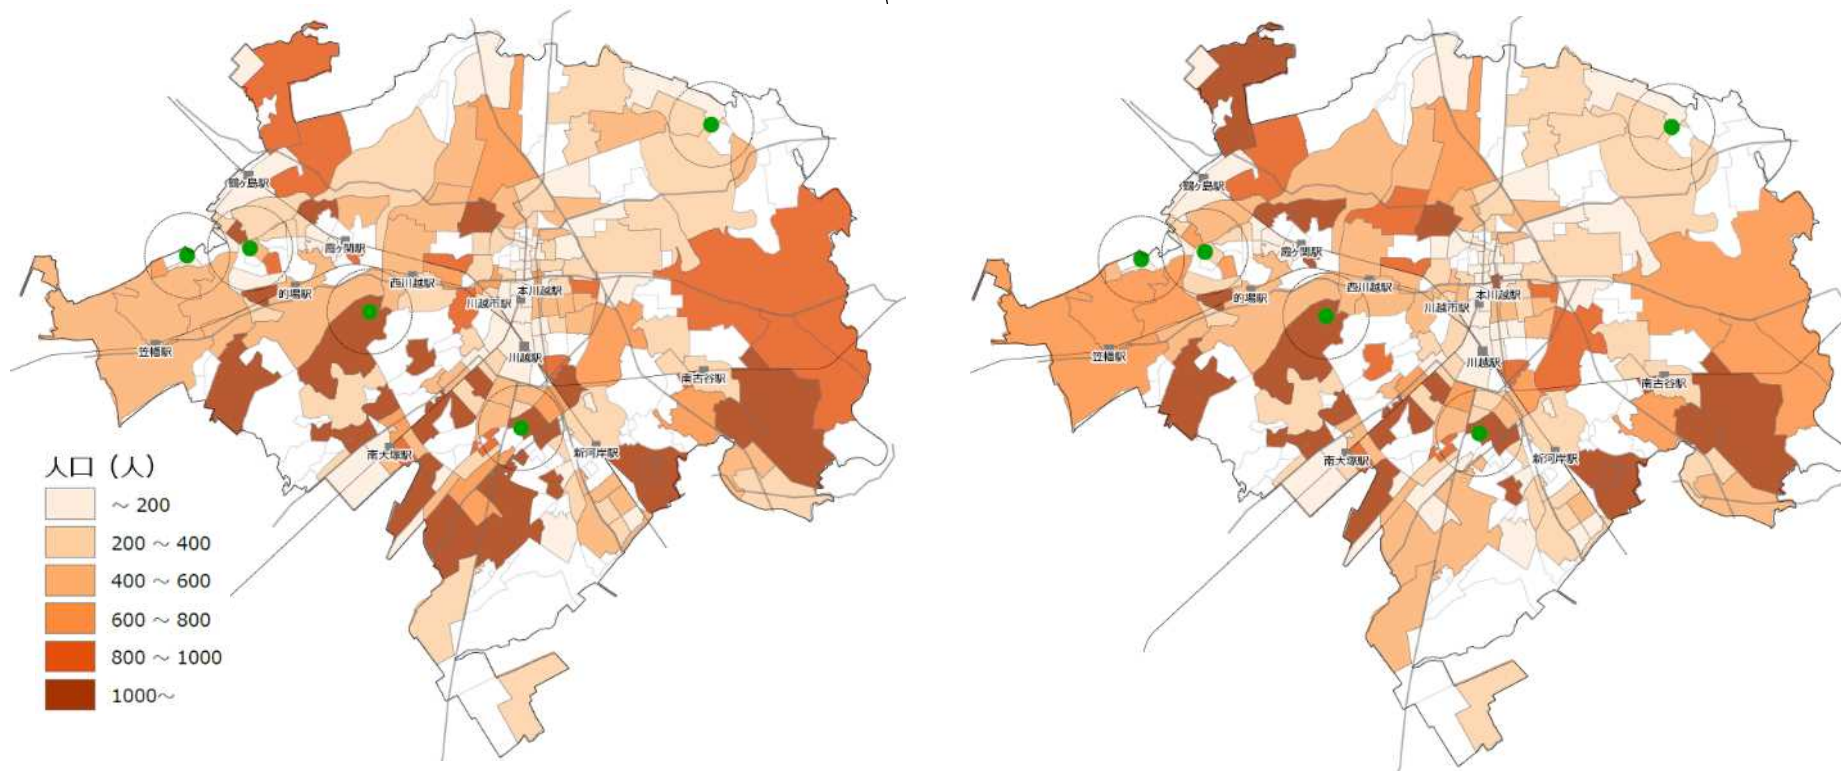 鶴ヶ島駅
霞ヶ関駅
的場駅
西川越駅
本川越駅
川越市駅
笠幡駅
川越駅
南古谷駅
南大塚駅
新河岸駅
人口（人）
～ 200
200 ～ 400
400 ～ 600
600 ～ 800
800 ～ 1000
1000～
鶴ヶ島駅
霞ヶ関駅
的場駅
西川越駅
本川越駅
川越市駅
笠幡駅
川越駅
南古谷駅
南大塚駅
新河岸駅